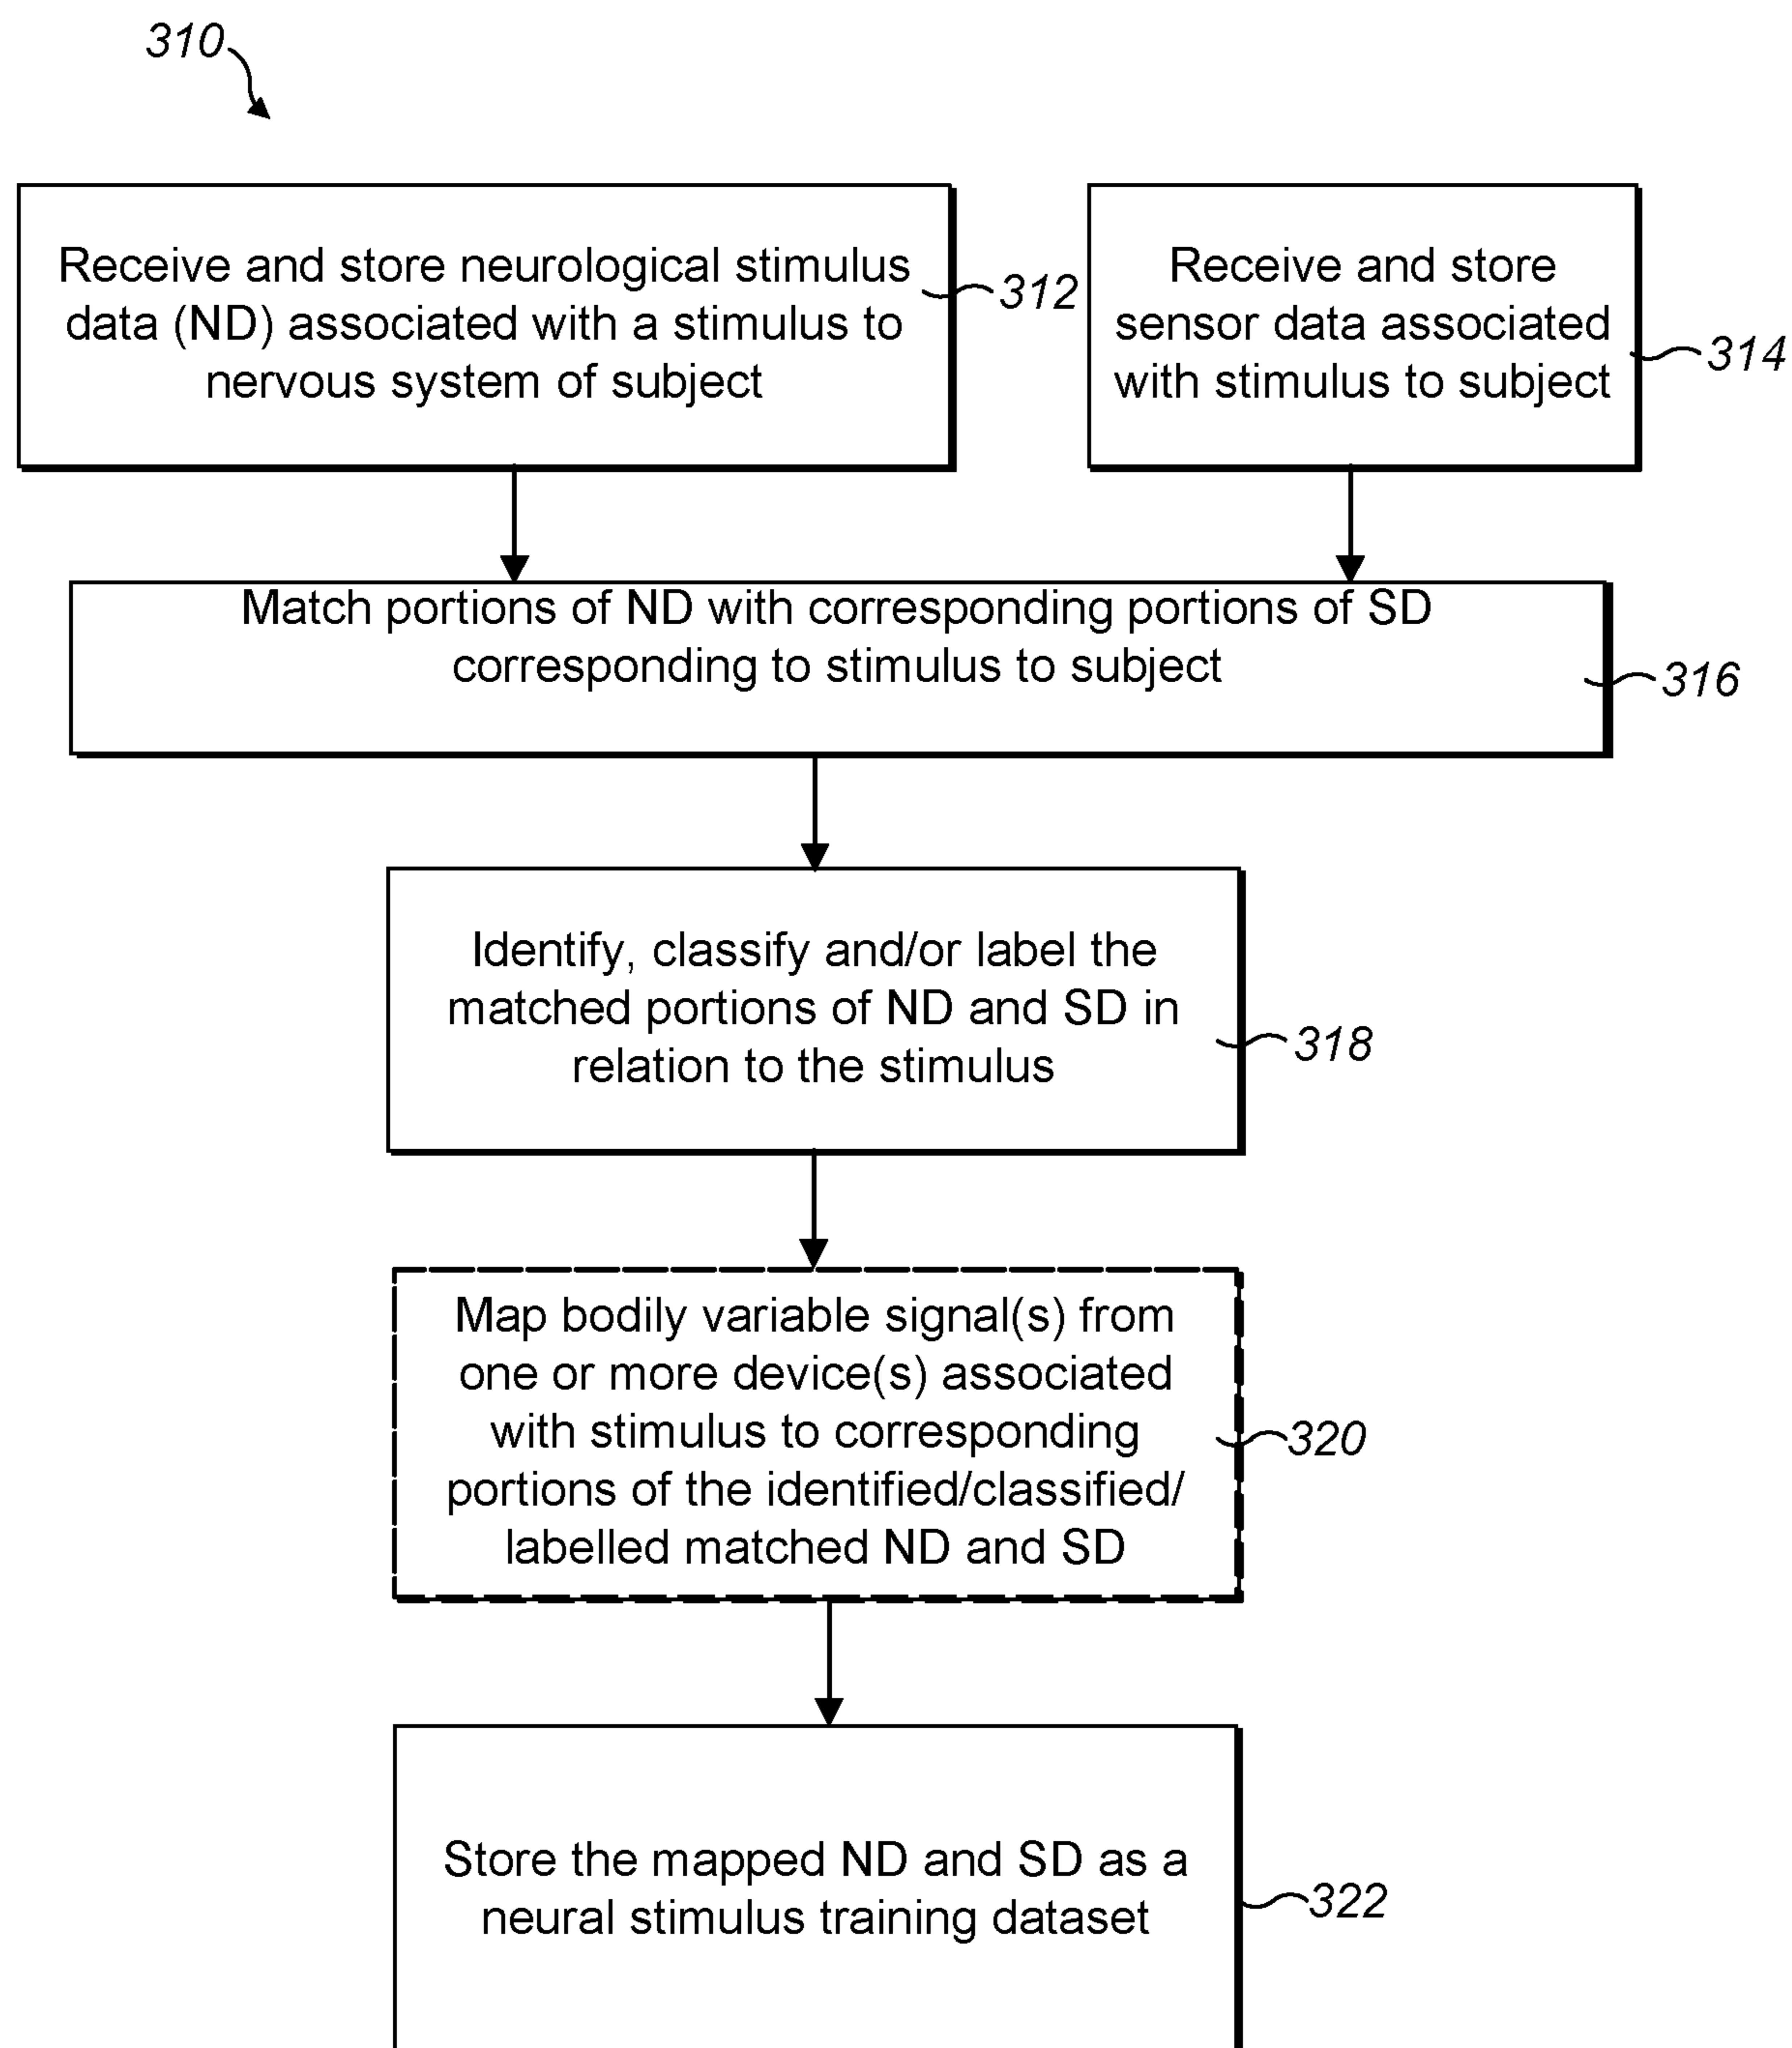 310
Receive and store neurological stimulus
data (ND) associated with a stimulus to
nervous system of subject
312
Receive and store
sensor data associated
with stimulus to subject
314
Match portions of ND with corresponding portions of SD
corresponding to stimulus to subject
316
Identify, classify and/or label the
matched portions of ND and SD in
relation to the stimulus
318
Map bodily variable signal(s) from
one or more device(s) associated
with stimulus to corresponding
portions of the identified/classified/
labelled matched ND and SD
320
Store the mapped ND and SD as a
neural stimulus training dataset
322